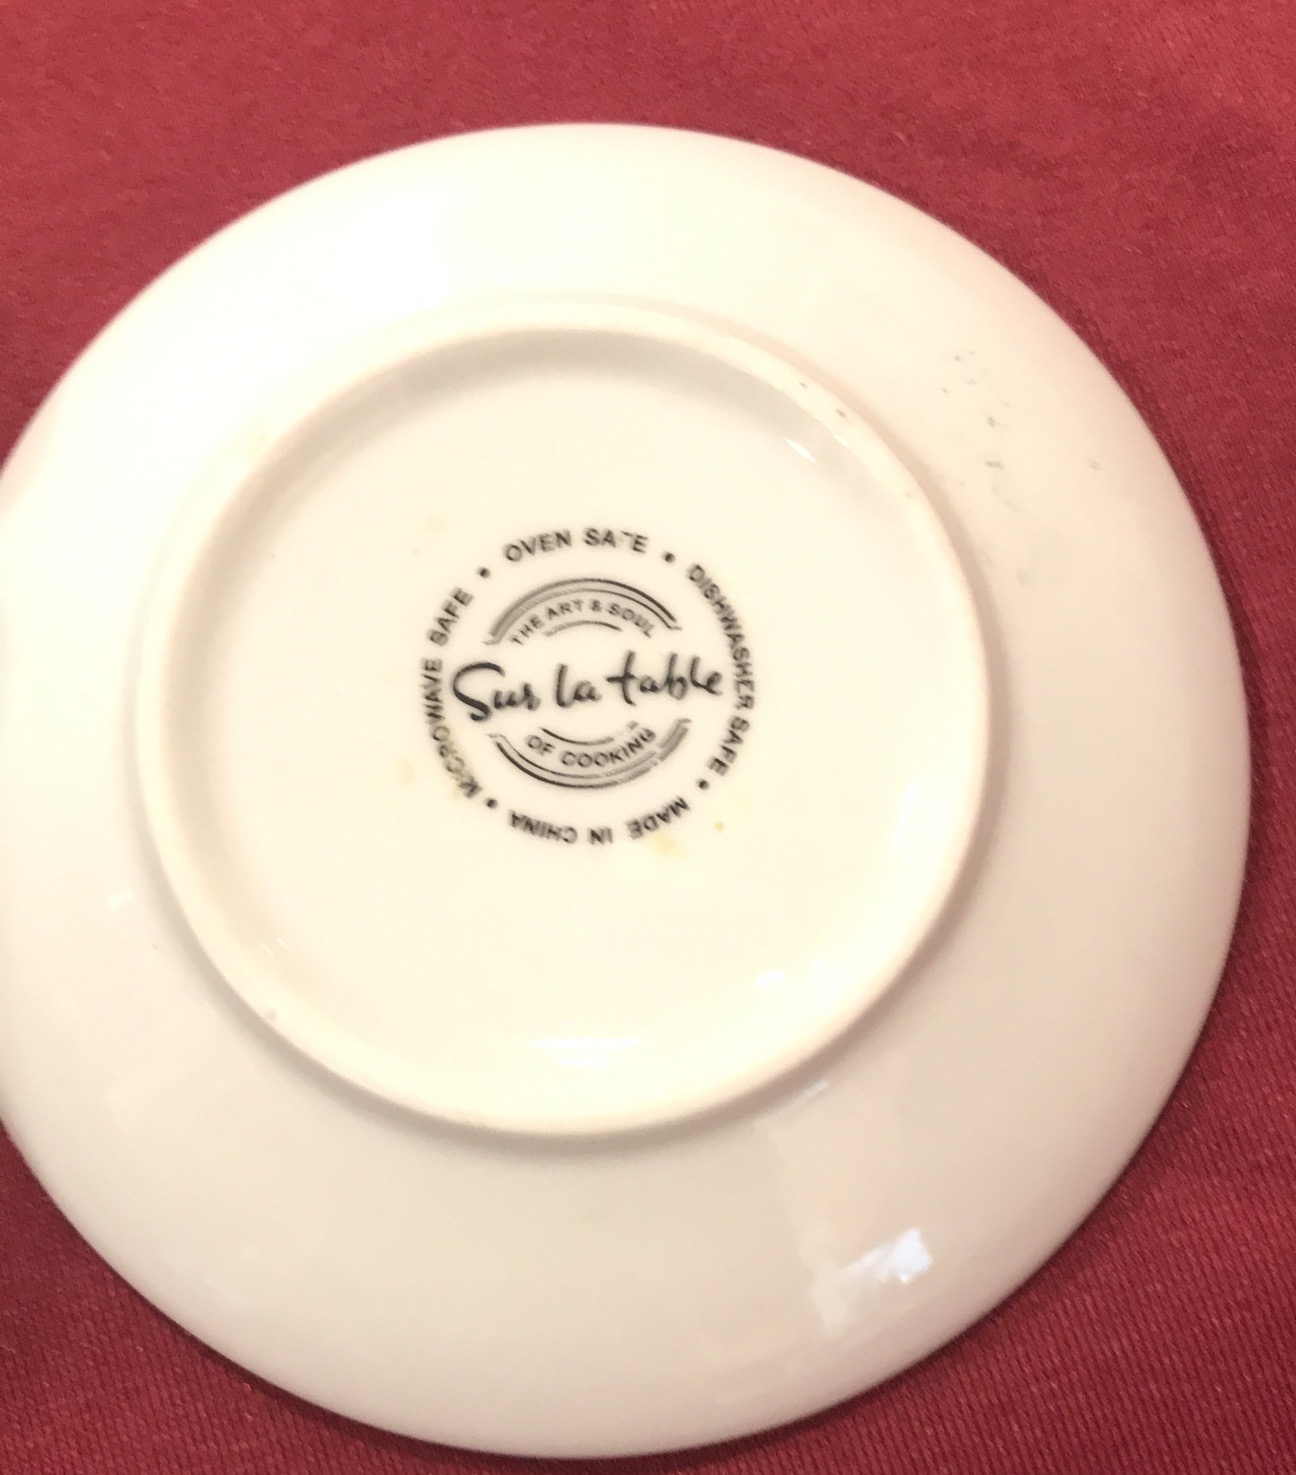 OVEN SAFE • DISHWASHER SAFE • MADE IN CHINA • MICROWAVE SAFE •
THE ART & SOUL
Sur la table
OF COOKING